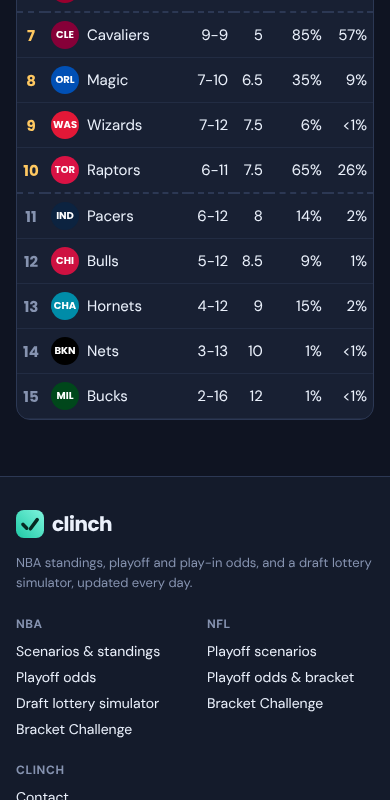 7 CLE Cavaliers 9-9 5 85% 57%
8 ORL Magic 7-10 6.5 35% 9%
9 WAS Wizards 7-12 7.5 6% <1%
10 TOR Raptors 6-11 7.5 65% 26%
11 IND Pacers 6-12 8 14% 2%
12 CHI Bulls 5-12 8.5 9% 1%
13 CHA Hornets 4-12 9 15% 2%
14 BKN Nets 3-13 10 1% <1%
15 MIL Bucks 2-16 12 1% <1%
clinch
NBA standings, playoff and play-in odds, and a draft lottery
simulator, updated every day.
NBA
Scenarios & standings
Playoff odds
Draft lottery simulator
Bracket Challenge
NFL
Playoff scenarios
Playoff odds & bracket
Bracket Challenge
CLINCH
Contact